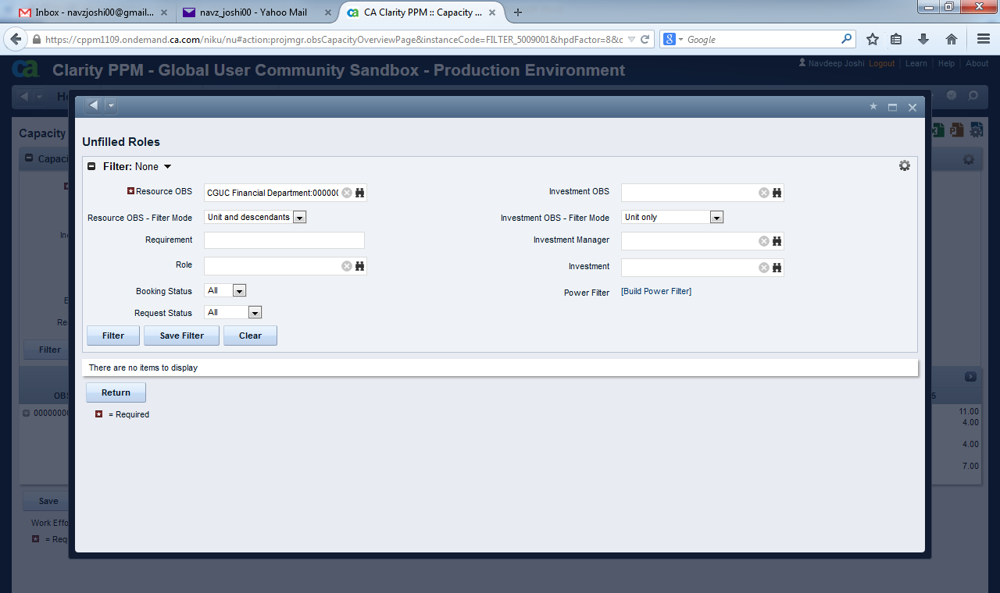 Inbox - navzjoshi00@gmail...
navz_joshi00 - Yahoo Mail
CA Clarity PPM :: Capacity ...
https://cppm1109.ondemand.ca.com/niku/nu#action:projmgr.obsCapacityOverviewPage&instanceCode=FILTER_5009001&hpdFactor=8&c
Google
ca Clarity PPM - Global User Community Sandbox - Production Environment
Navdeep Joshi Logout Learn Help About
Capacity
Unfilled Roles
Filter: None
Resource OBS CGUC Financial Department:000000 Investment OBS
Resource OBS - Filter Mode Unit and descendants Investment OBS - Filter Mode Unit only
Requirement Investment Manager
Role Investment
Booking Status All Power Filter [Build Power Filter]
Request Status All
Filter Save Filter Clear
There are no items to display
Return
= Required
Filter
11.00
4.00
4.00
7.00
Save
Work Effo
= Req